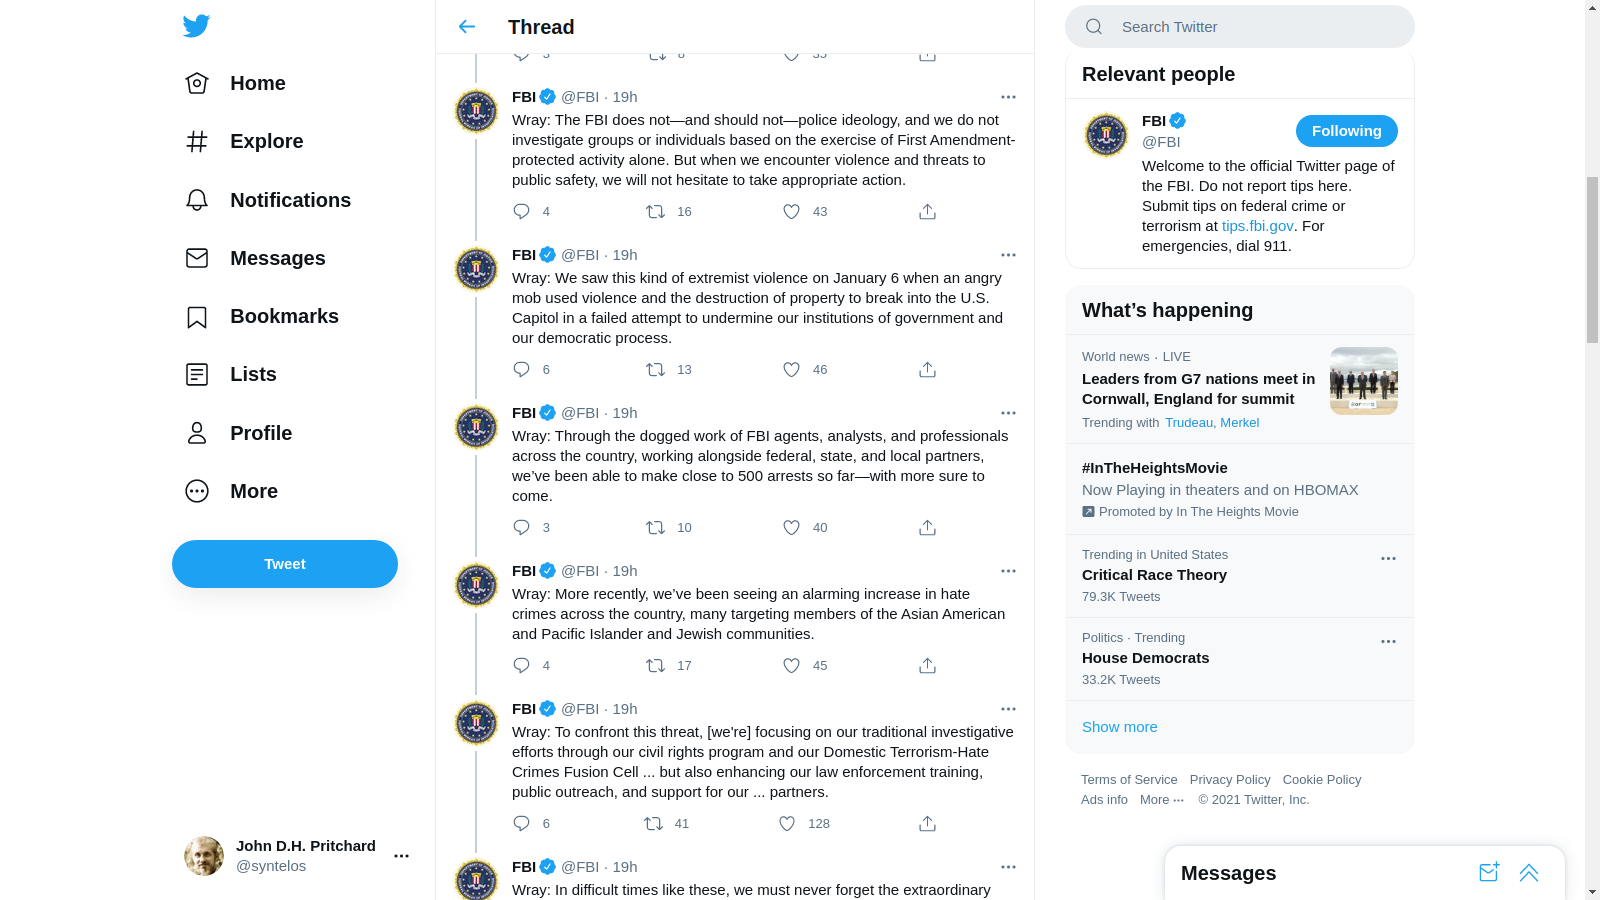 Home
Explore
Notifications
Messages
Bookmarks
Lists
Profile
More
Tweet
John D.H. Pritchard
@syntelos
Thread
FBI @FBI · 19h
Wray: The FBI does not—and should not—police ideology, and we do not
investigate groups or individuals based on the exercise of First Amendment-
protected activity alone. But when we encounter violence and threats to
public safety, we will not hesitate to take appropriate action.
4 16 43
FBI @FBI · 19h
Wray: We saw this kind of extremist violence on January 6 when an angry
mob used violence and the destruction of property to break into the U.S.
Capitol in a failed attempt to undermine our institutions of government and
our democratic process.
6 13 46
FBI @FBI · 19h
Wray: Through the dogged work of FBI agents, analysts, and professionals
across the country, working alongside federal, state, and local partners,
we’ve been able to make close to 500 arrests so far—with more sure to
come.
3 10 40
FBI @FBI · 19h
Wray: More recently, we’ve been seeing an alarming increase in hate
crimes across the country, many targeting members of the Asian American
and Pacific Islander and Jewish communities.
4 17 45
FBI @FBI · 19h
Wray: To confront this threat, [we're] focusing on our traditional investigative
efforts through our civil rights program and our Domestic Terrorism-Hate
Crimes Fusion Cell ... but also enhancing our law enforcement training,
public outreach, and support for our ... partners.
6 41 128
FBI @FBI · 19h
Wray: In difficult times like these, we must never forget the extraordinary
Search Twitter
Relevant people
FBI
@FBI
Following
Welcome to the official Twitter page of
the FBI. Do not report tips here.
Submit tips on federal crime or
terrorism at tips.fbi.gov. For
emergencies, dial 911.
What’s happening
World news · LIVE
Leaders from G7 nations meet in
Cornwall, England for summit
Trending with Trudeau, Merkel
#InTheHeightsMovie
Now Playing in theaters and on HBOMAX
Promoted by In The Heights Movie
Trending in United States
Critical Race Theory
79.3K Tweets
Politics · Trending
House Democrats
33.2K Tweets
Show more
Terms of Service Privacy Policy Cookie Policy
Ads info More ··· © 2021 Twitter, Inc.
Messages